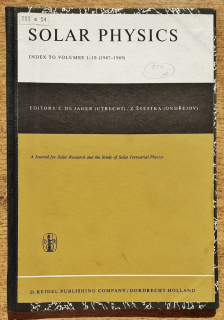 SOLAR PHYSICS
INDEX TO VOLUMES 1-10 (1967-1969)
EDITORS: C. DE JAGER (UTRECHT) / Z. ŠVESTKA (ONDŘEJOV)
A Journal for Solar Research and the Study of Solar Terrestrial Physics
D. REIDEL PUBLISHING COMPANY / DORDRECHT-HOLLAND